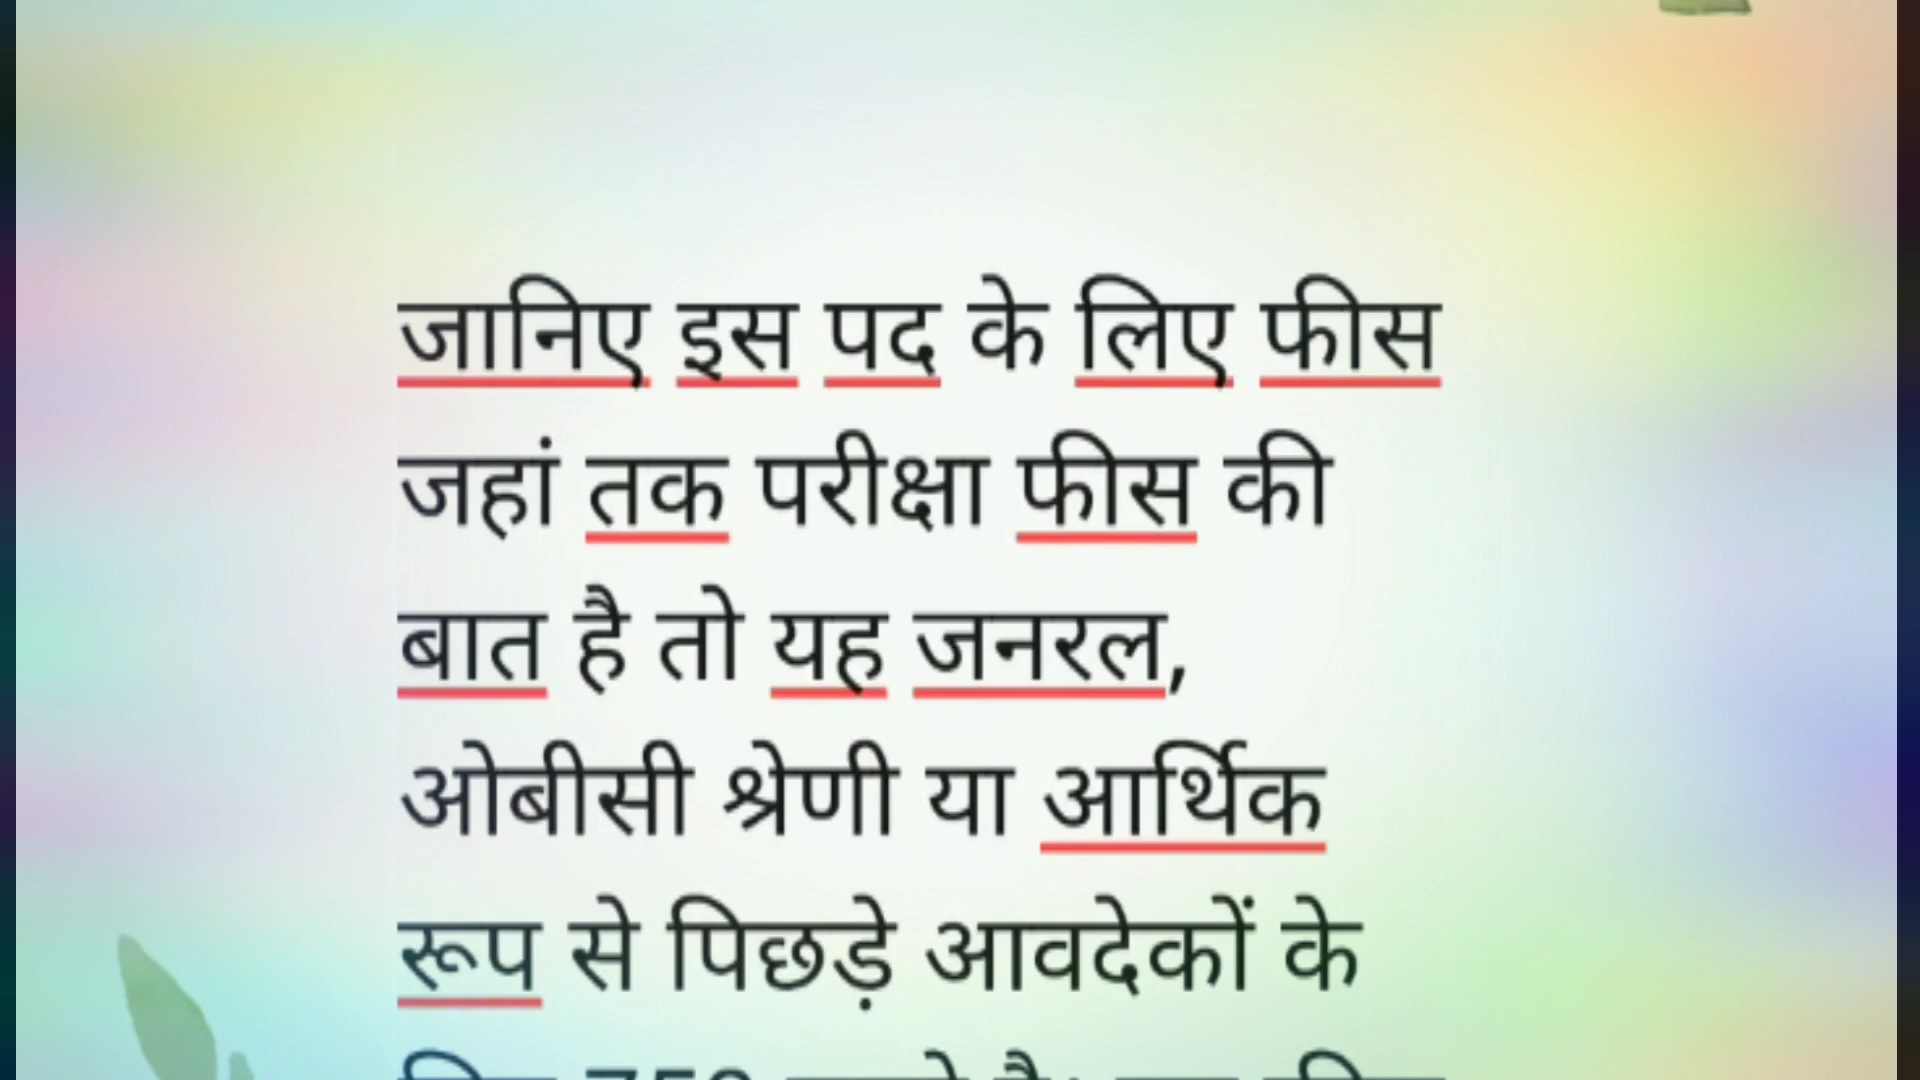 जानिए इस पद के लिए फीस
जहां तक परीक्षा फीस की
बात है तो यह जनरल,
ओबीसी श्रेणी या आर्थिक
रूप से पिछड़े आवदेकों के